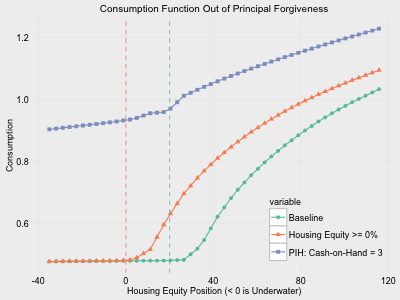 Consumption Function Out of Principal Forgiveness
Consumption
1.2
1.0
0.8
0.6
variable
Baseline
Housing Equity >= 0%
PIH: Cash-on-Hand = 3
-40
0
40
80
120
Housing Equity Position (< 0 is Underwater)